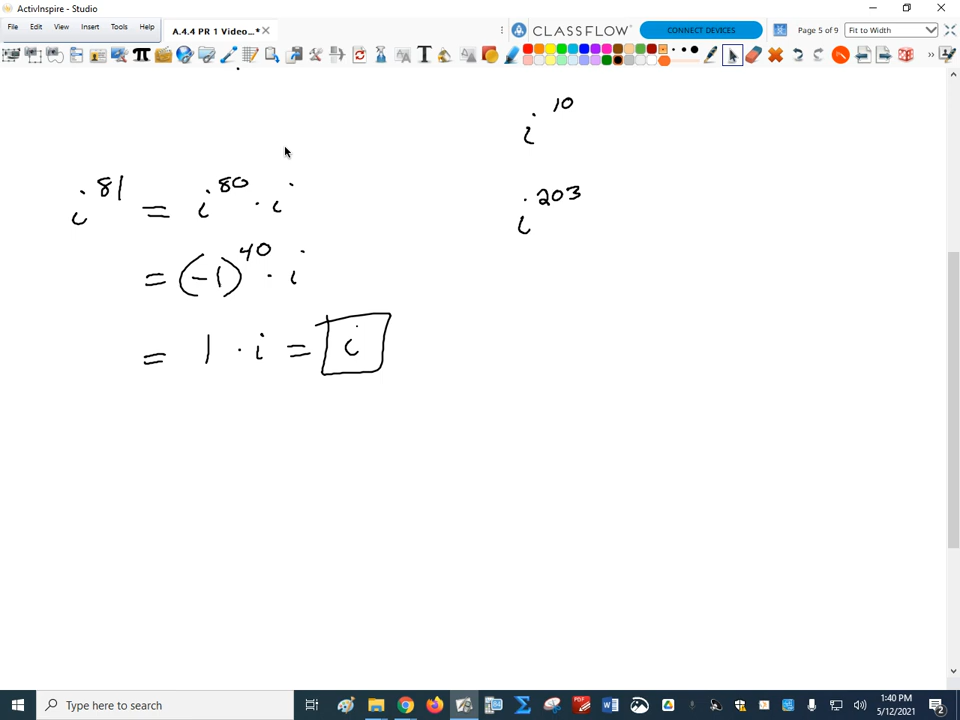 ActivInspire - Studio
File Edit View Insert Tools Help
A.4.4 PR 1 Video...*
CLASSFLOW
CONNECT DEVICES
Page 5 of 9
Fit to Width
i^10
i^81 = i^80 · i
i^203
= (-1)^40 · i
= 1 · i = i
Type here to search
1:40 PM
5/12/2021
2